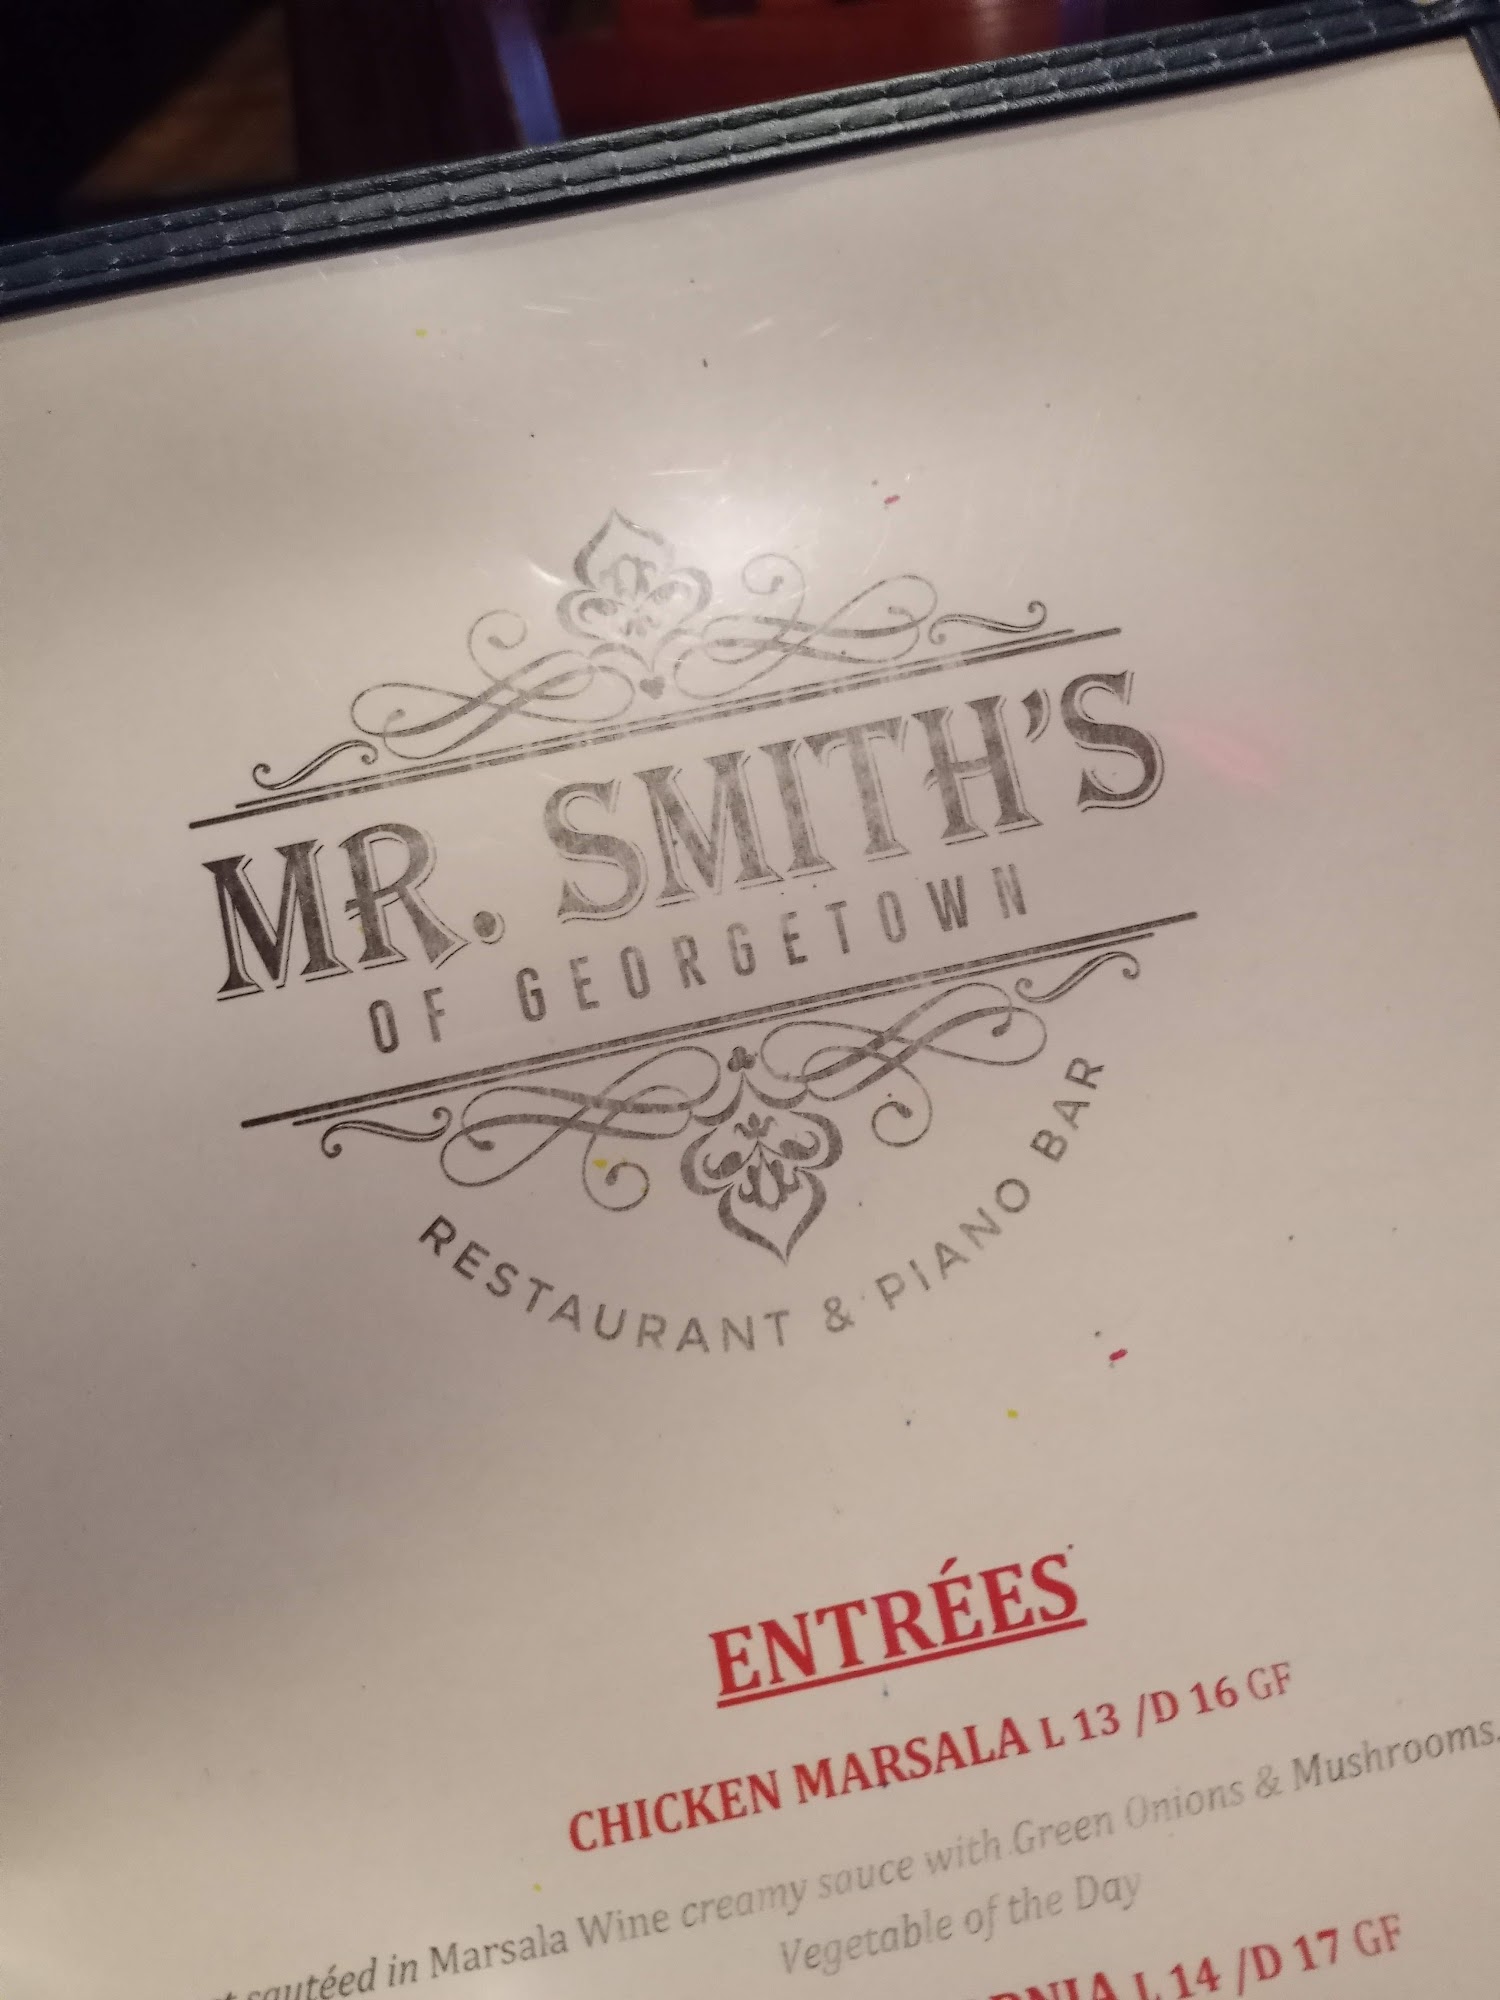 MR. SMITH'S
OF GEORGETOWN
RESTAURANT & PIANO BAR
ENTRÉES
CHICKEN MARSALA L 13 /D 16 GF
sautéed in Marsala Wine creamy sauce with Green Onions & Mushrooms.
Vegetable of the Day
L 14 /D 17 GF